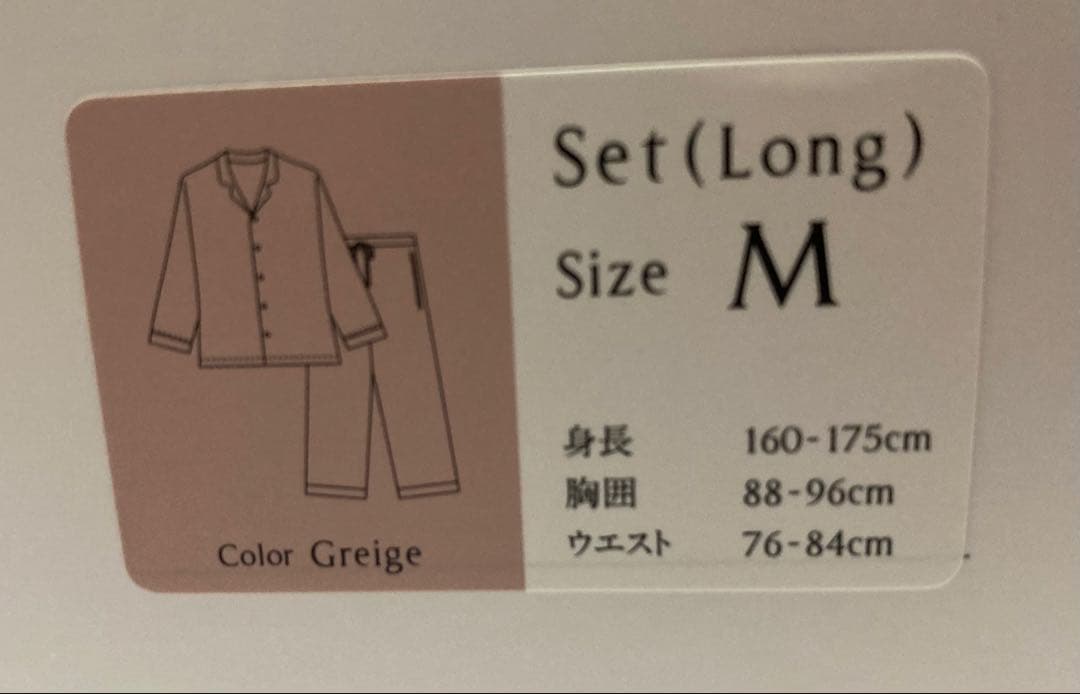 Set(Long)
Size M
身長 160-175cm
胸囲 88-96cm
ウエスト 76-84cm
Color Greige